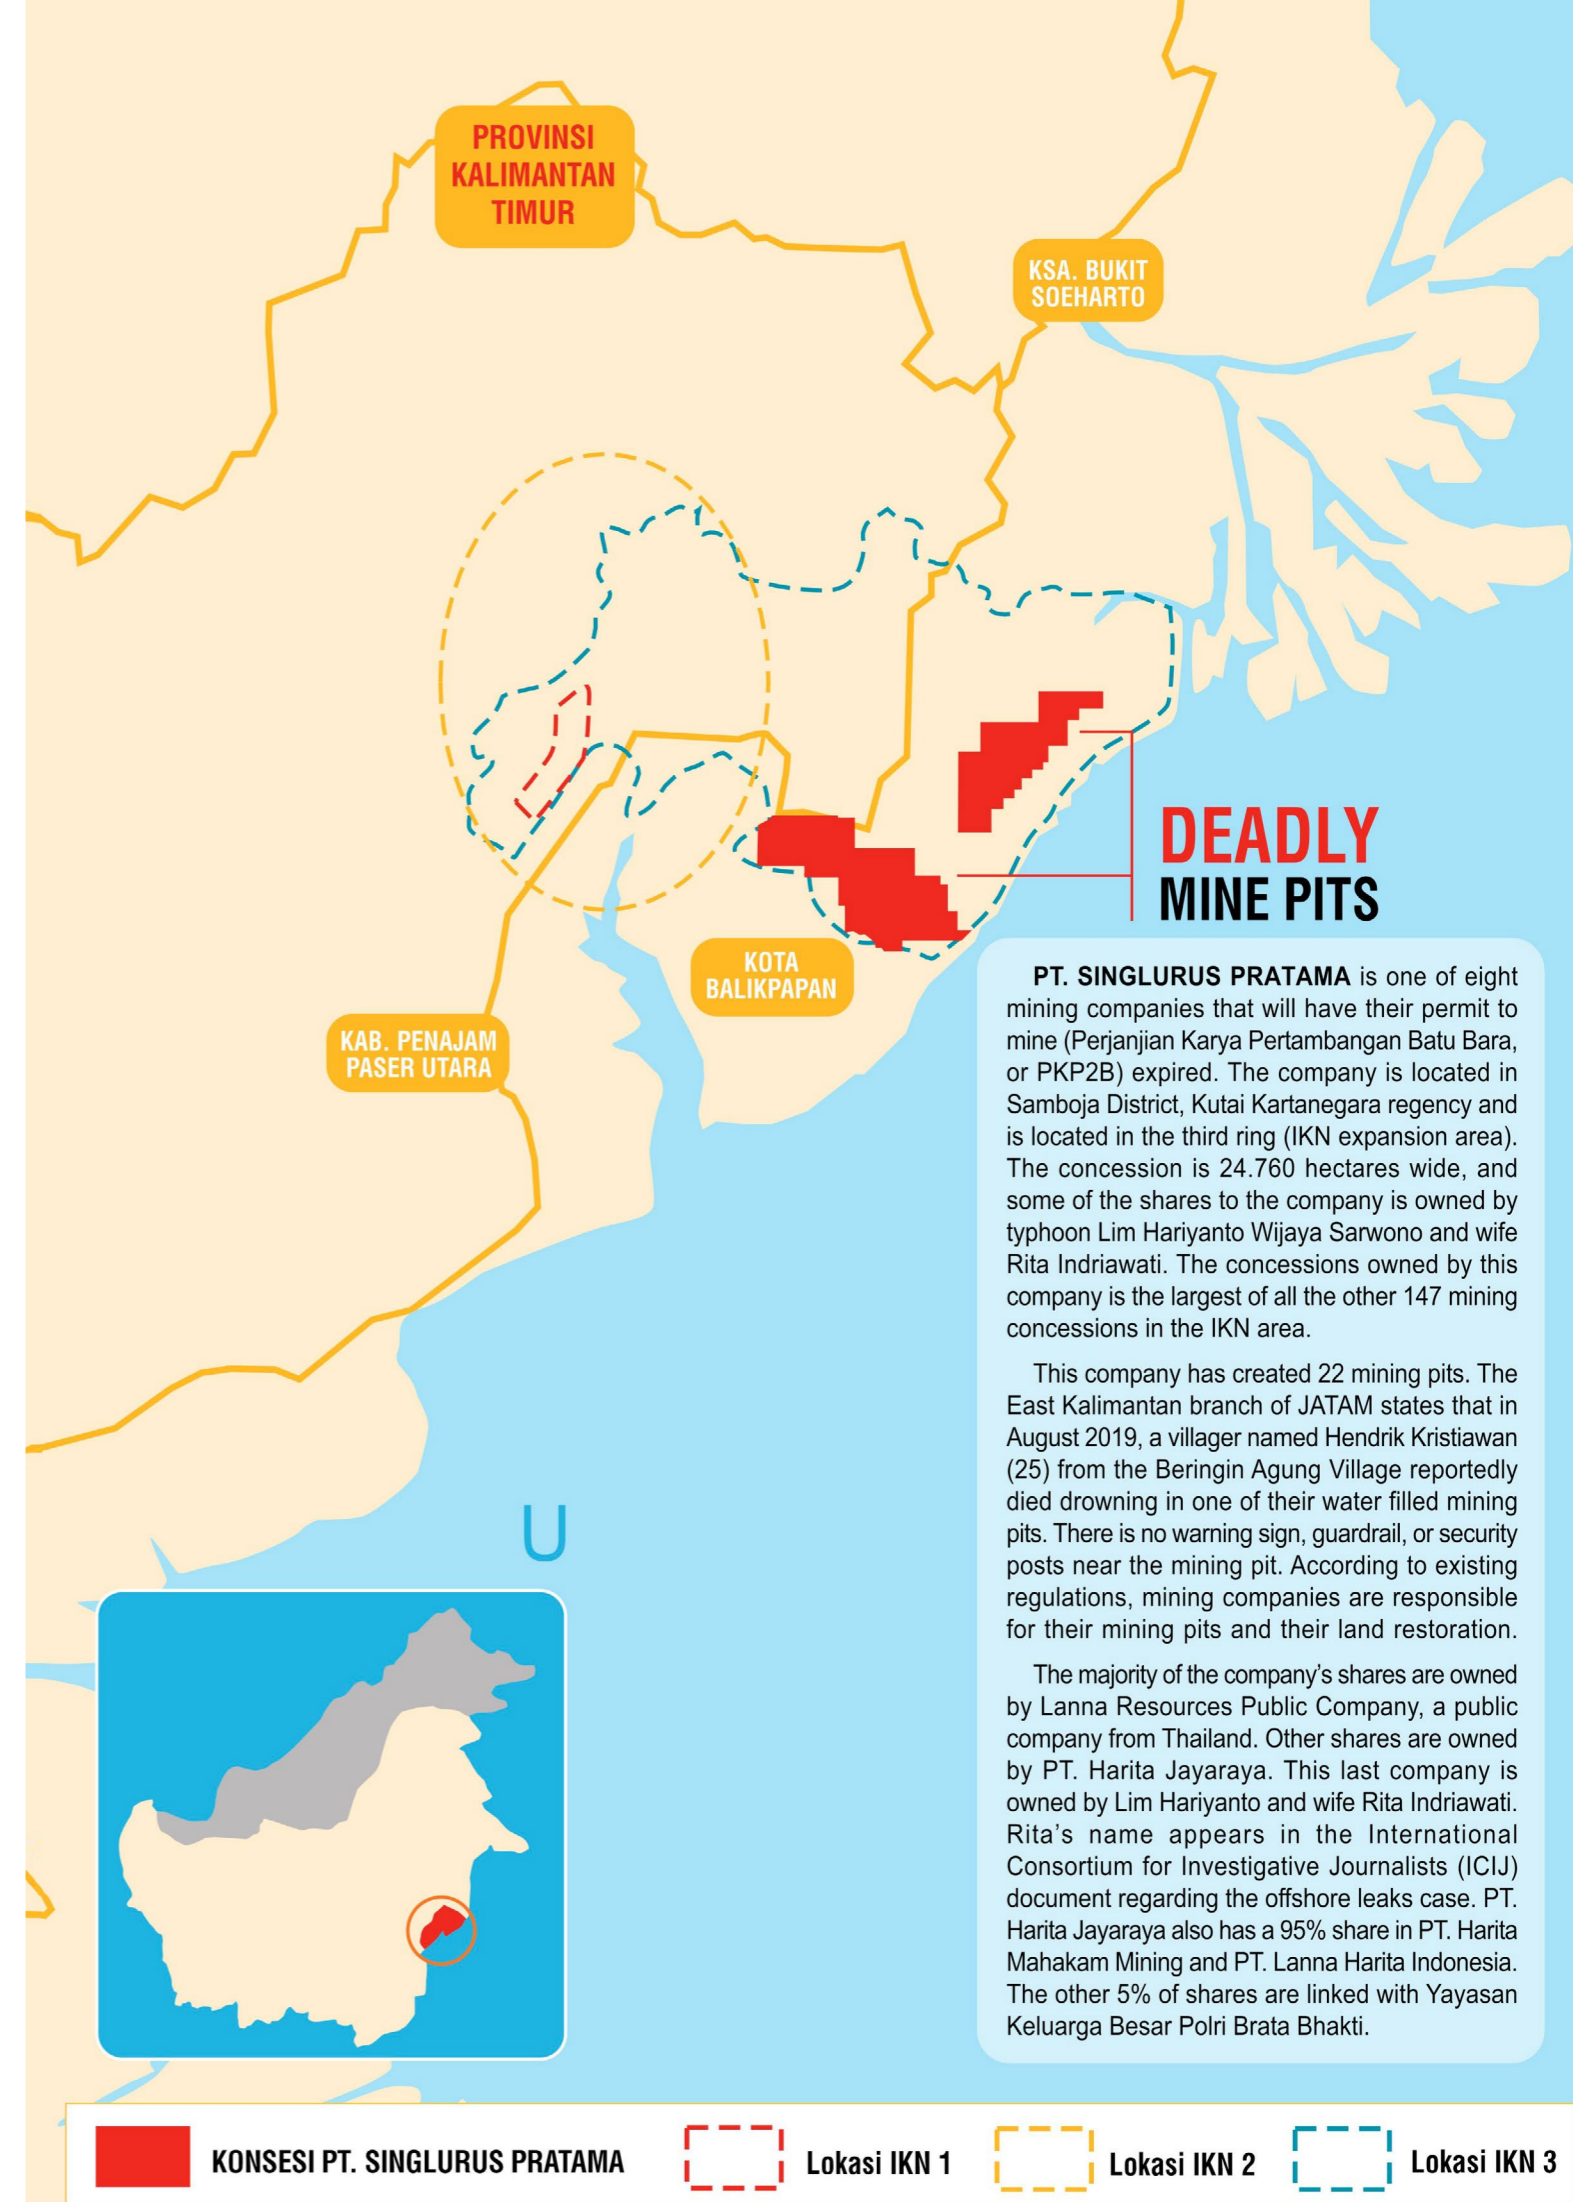 PROVINSI
KALIMANTAN
TIMUR
KSA. BUKIT
SOEHARTO
DEADLY
MINE PITS
KOTA
BALIKPAPAN
KAB. PENAJAM
PASER UTARA
PT. SINGLURUS PRATAMA is one of eight
mining companies that will have their permit to
mine (Perjanjian Karya Pertambangan Batu Bara,
or PKP2B) expired. The company is located in
Samboja District, Kutai Kartanegara regency and
is located in the third ring (IKN expansion area).
The concession is 24.760 hectares wide, and
some of the shares to the company is owned by
typhoon Lim Hariyanto Wijaya Sarwono and wife
Rita Indriawati. The concessions owned by this
company is the largest of all the other 147 mining
concessions in the IKN area.
This company has created 22 mining pits. The
East Kalimantan branch of JATAM states that in
August 2019, a villager named Hendrik Kristiawan
(25) from the Beringin Agung Village reportedly
died drowning in one of their water filled mining
pits. There is no warning sign, guardrail, or security
posts near the mining pit. According to existing
regulations, mining companies are responsible
for their mining pits and their land restoration.
The majority of the company's shares are owned
by Lanna Resources Public Company, a public
company from Thailand. Other shares are owned
by PT. Harita Jayaraya. This last company is
owned by Lim Hariyanto and wife Rita Indriawati.
Rita's name appears in the International
Consortium for Investigative Journalists (ICIJ)
document regarding the offshore leaks case. PT.
Harita Jayaraya also has a 95% share in PT. Harita
Mahakam Mining and PT. Lanna Harita Indonesia.
The other 5% of shares are linked with Yayasan
Keluarga Besar Polri Brata Bhakti.
U
KONSESI PT. SINGLURUS PRATAMA
Lokasi IKN 1
Lokasi IKN 2
Lokasi IKN 3